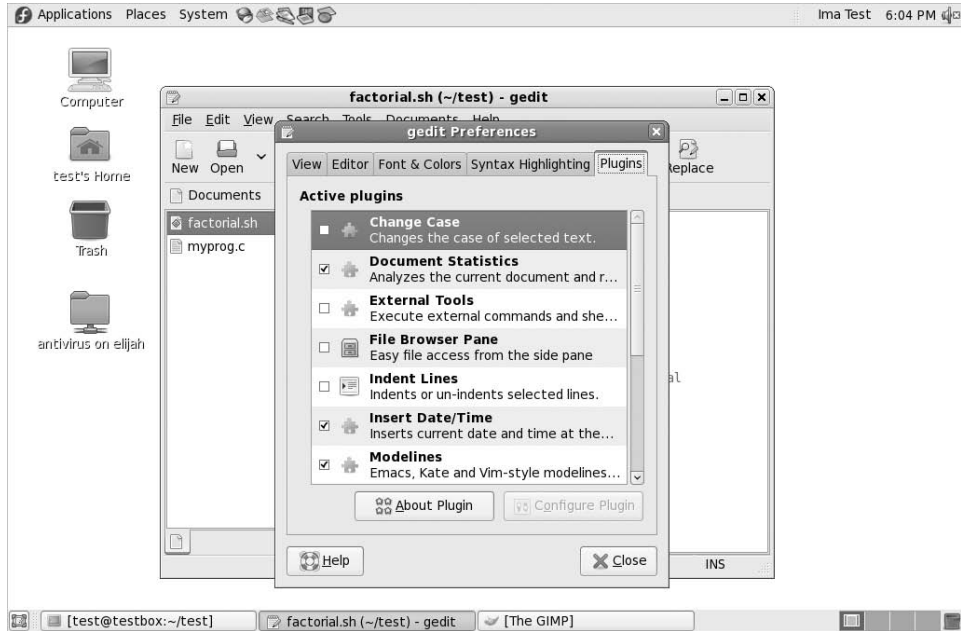 Applications Places System
Ima Test 6:04 PM
Computer
test's Home
Trash
antivirus on elijah
factorial.sh (~/test) - gedit
File Edit View Search Tools Documents Help
New Open
Replace
Documents
factorial.sh
myprog.c
gedit Preferences
View Editor Font & Colors Syntax Highlighting Plugins
Active plugins
Change Case
Changes the case of selected text.
Document Statistics
Analyzes the current document and r...
External Tools
Execute external commands and she...
File Browser Pane
Easy file access from the side pane
Indent Lines
Indents or un-indents selected lines.
Insert Date/Time
Inserts current date and time at the...
Modelines
Emacs, Kate and Vim-style modelines...
About Plugin Configure Plugin
Help Close
INS
[test@testbox:~/test] factorial.sh (~/test) - gedit [The GIMP]